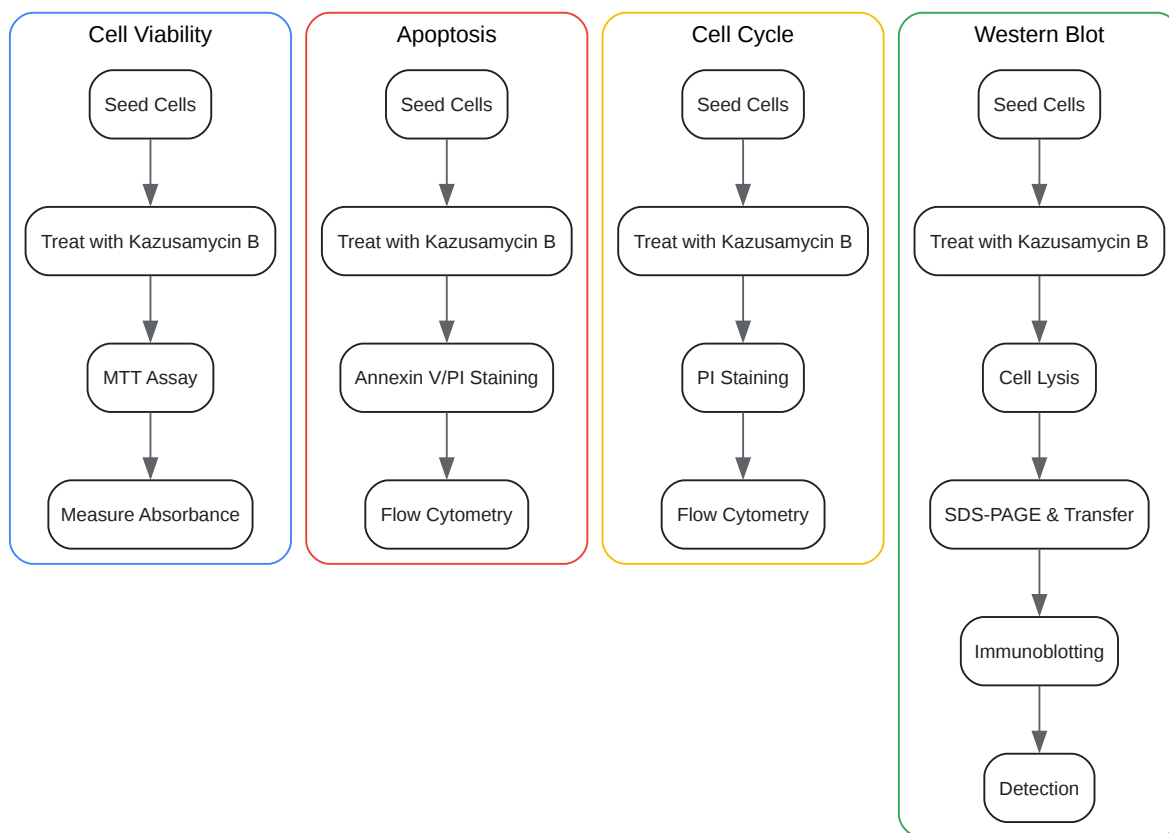 Cell Viability
Seed Cells
Treat with Kazusamycin B
MTT Assay
Measure Absorbance
Apoptosis
Seed Cells
Treat with Kazusamycin B
Annexin V/PI Staining
Flow Cytometry
Cell Cycle
Seed Cells
Treat with Kazusamycin B
PI Staining
Flow Cytometry
Western Blot
Seed Cells
Treat with Kazusamycin B
Cell Lysis
SDS-PAGE & Transfer
Immunoblotting
Detection